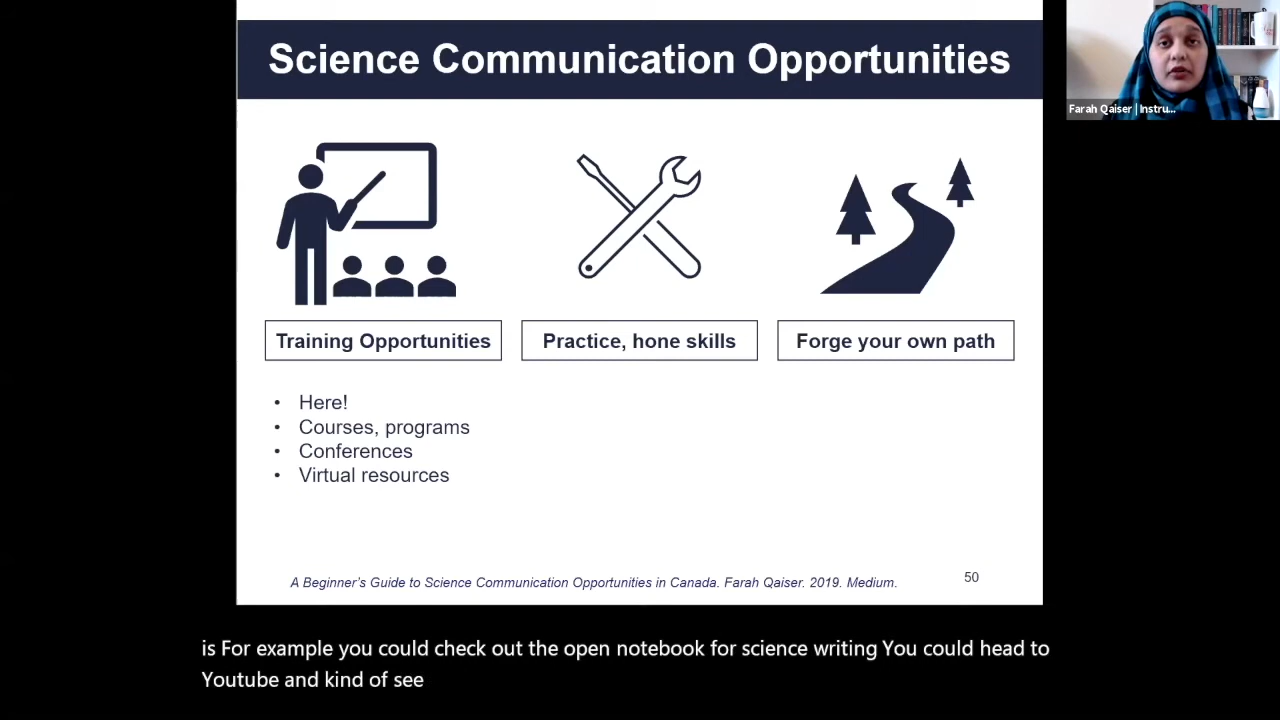 Science Communication Opportunities
Farah Qaiser | Instru...
Training Opportunities
Practice, hone skills
Forge your own path
• Here!
• Courses, programs
• Conferences
• Virtual resources
A Beginner's Guide to Science Communication Opportunities in Canada. Farah Qaiser. 2019. Medium.
50
is For example you could check out the open notebook for science writing You could head to
Youtube and kind of see